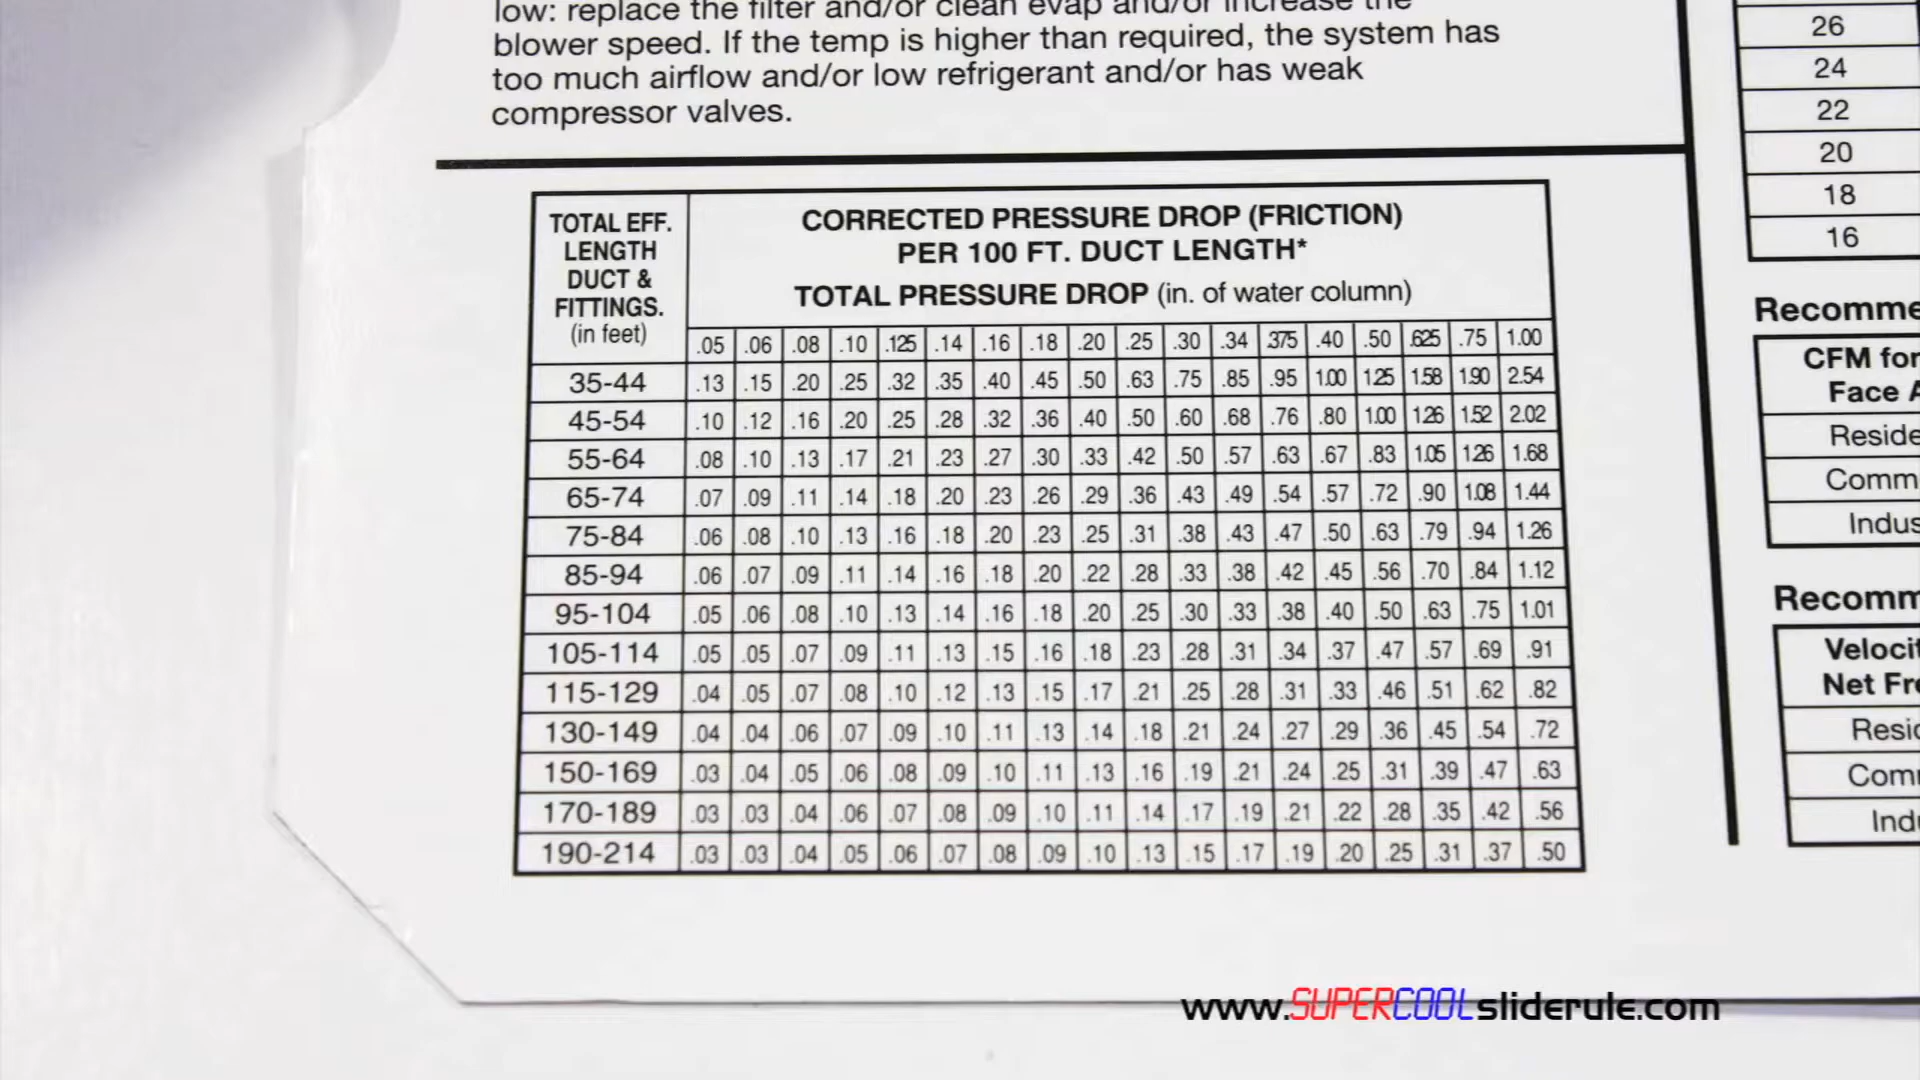 low: replace the filter and/or clean evap and/or increase the
blower speed. If the temp is higher than required, the system has
too much airflow and/or low refrigerant and/or has weak
compressor valves.
TOTAL EFF.
LENGTH
DUCT &
FITTINGS.
(in feet)
CORRECTED PRESSURE DROP (FRICTION)
PER 100 FT. DUCT LENGTH*
TOTAL PRESSURE DROP (in. of water column)
.05 .06 .08 .10 .125 .14 .16 .18 .20 .25 .30 .34 .375 .40 .50 .625 .75 1.00
35-44 .13 .15 .20 .25 .32 .35 .40 .45 .50 .63 .75 .85 .95 1.00 1.25 1.58 1.90 2.54
45-54 .10 .12 .16 .20 .25 .28 .32 .36 .40 .50 .60 .68 .76 .80 1.00 1.26 1.52 2.02
55-64 .08 .10 .13 .17 .21 .23 .27 .30 .33 .42 .50 .57 .63 .67 .83 1.05 1.26 1.68
65-74 .07 .09 .11 .14 .18 .20 .23 .26 .29 .36 .43 .49 .54 .57 .72 .90 1.08 1.44
75-84 .06 .08 .10 .13 .16 .18 .20 .23 .25 .31 .38 .43 .47 .50 .63 .79 .94 1.26
85-94 .06 .07 .09 .11 .14 .16 .18 .20 .22 .28 .33 .38 .42 .45 .56 .70 .84 1.12
95-104 .05 .06 .08 .10 .13 .14 .16 .18 .20 .25 .30 .33 .38 .40 .50 .63 .75 1.01
105-114 .05 .05 .07 .09 .11 .13 .15 .16 .18 .23 .28 .31 .34 .37 .47 .57 .69 .91
115-129 .04 .05 .07 .08 .10 .12 .13 .15 .17 .21 .25 .28 .31 .33 .46 .51 .62 .82
130-149 .04 .04 .06 .07 .09 .10 .11 .13 .14 .18 .21 .24 .27 .29 .36 .45 .54 .72
150-169 .03 .04 .05 .06 .08 .09 .10 .11 .13 .16 .19 .21 .24 .25 .31 .39 .47 .63
170-189 .03 .03 .04 .06 .07 .08 .09 .10 .11 .14 .17 .19 .21 .22 .28 .35 .42 .56
190-214 .03 .03 .04 .05 .06 .07 .08 .09 .10 .13 .15 .17 .19 .20 .25 .31 .37 .50
26
24
22
20
18
16
Recomme
CFM for
Face A
Reside
Comm
Indus
Recomm
Velocit
Net Fre
Resid
Comm
Indu
www.SUPERCOOLsliderule.com